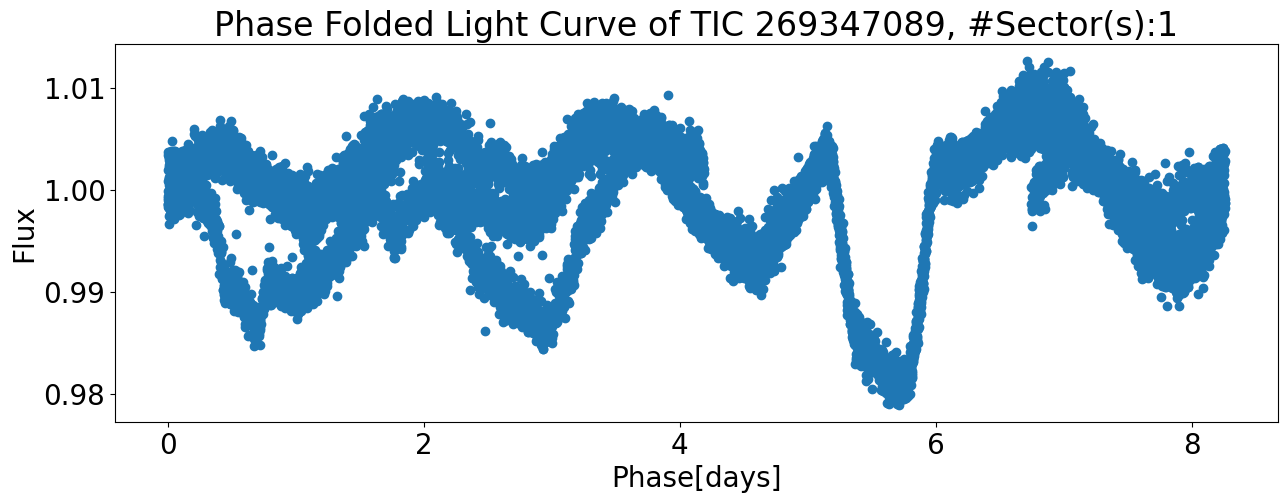 Phase Folded Light Curve of TIC 269347089, #Sector(s):1
1.01
1.00
0.99
0.98
Flux
0 2 4 6 8
Phase[days]